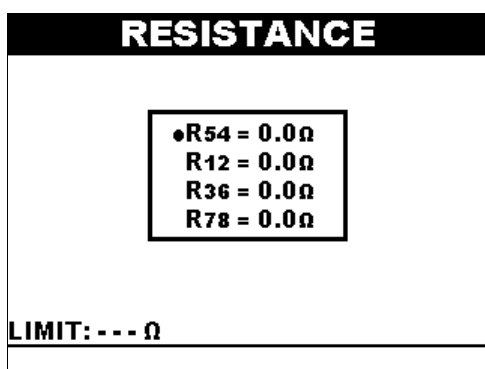 RESISTANCE
●R54 = 0.0Ω
R12 = 0.0Ω
R36 = 0.0Ω
R78 = 0.0Ω
LIMIT: - - - Ω